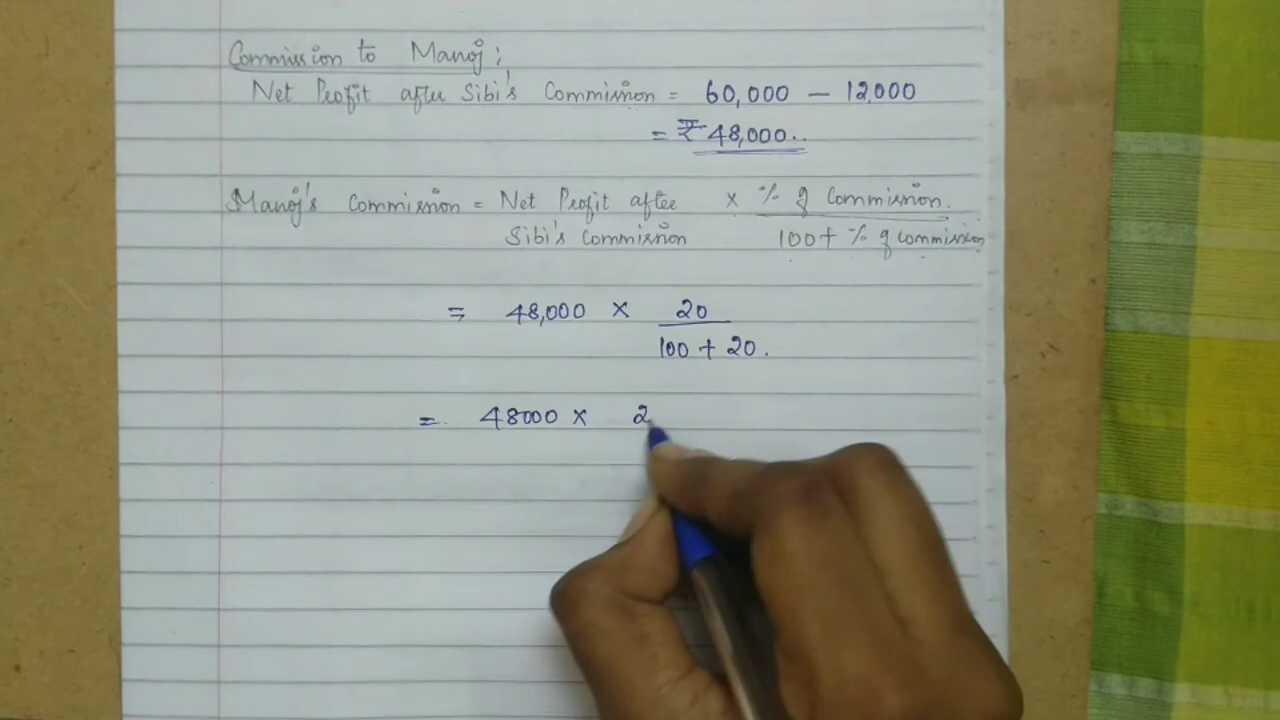 Commission to Manoj;
Net Profit after Sibi's Commission = 60,000 – 12,000
= ₹ 48,000.
Manoj's Commission = Net Profit after × % of Commission.
Sibi's Commission 100 + % of commission
= 48,000 × 20
100 + 20.
= 48000 × 2